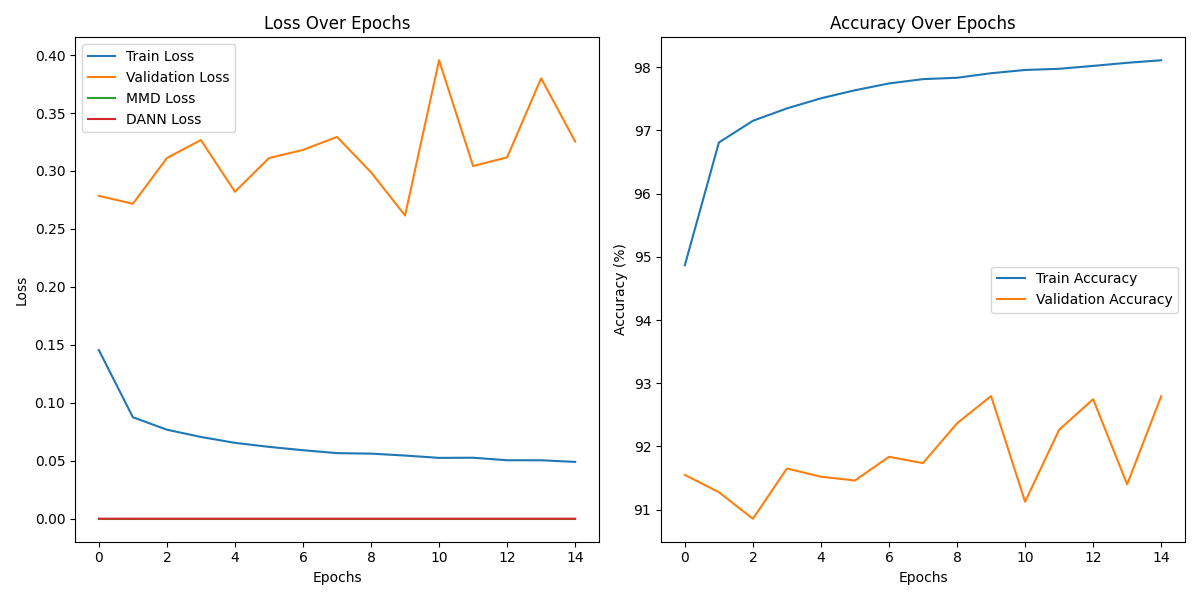 Loss Over Epochs
Train Loss
Validation Loss
MMD Loss
DANN Loss
0.40
0.35
0.30
0.25
0.20
0.15
0.10
0.05
0.00
Loss
0 2 4 6 8 10 12 14
Epochs
Accuracy Over Epochs
98
97
96
95
94
93
92
91
Accuracy (%)
Train Accuracy
Validation Accuracy
0 2 4 6 8 10 12 14
Epochs